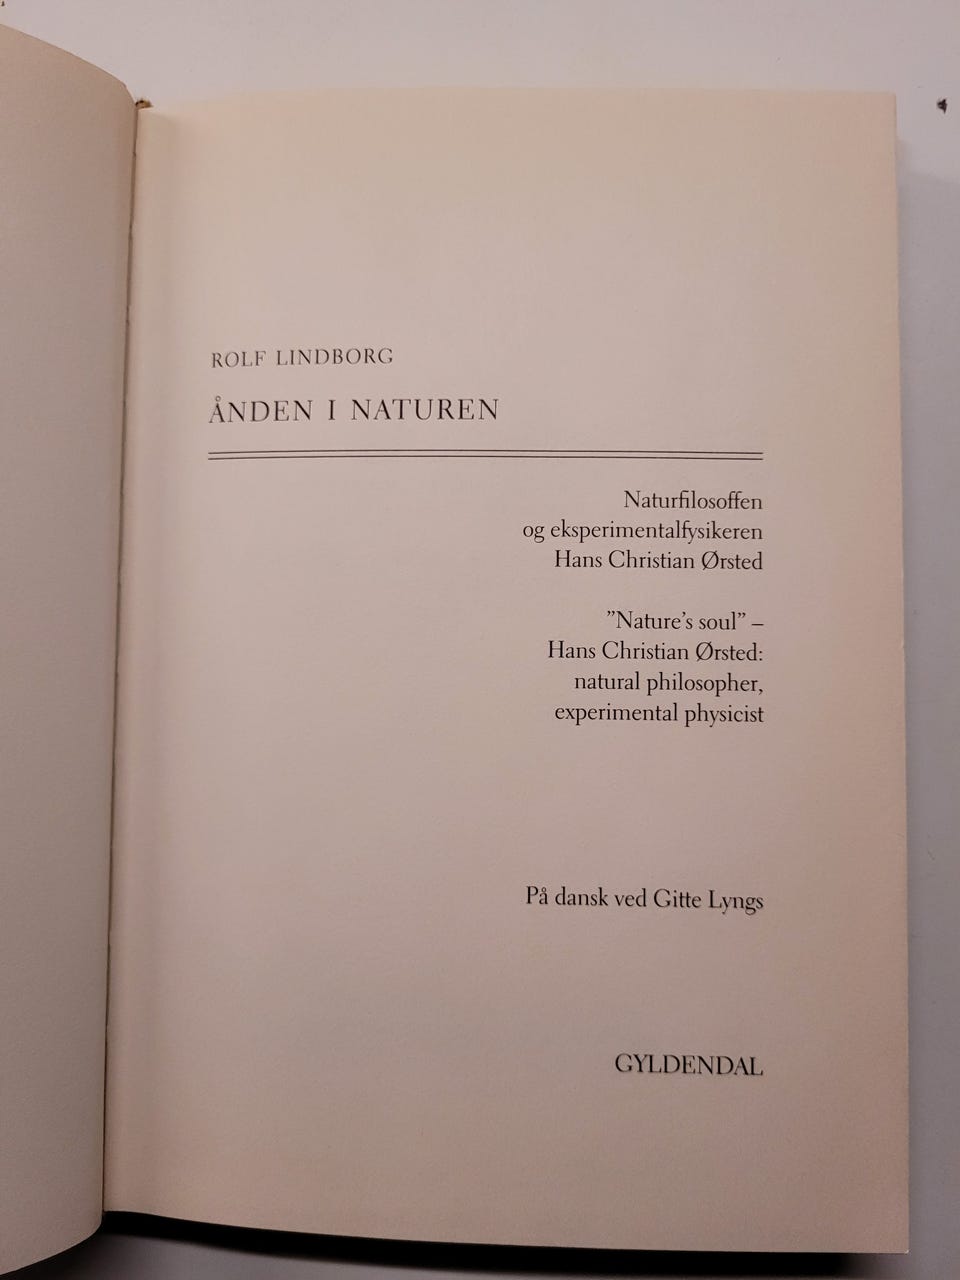 ROLF LINDBORG
ÅNDEN I NATUREN
Naturfilosoffen
og eksperimentalfysikeren
Hans Christian Ørsted
”Nature’s soul” –
Hans Christian Ørsted:
natural philosopher,
experimental physicist
På dansk ved Gitte Lyngs
GYLDENDAL